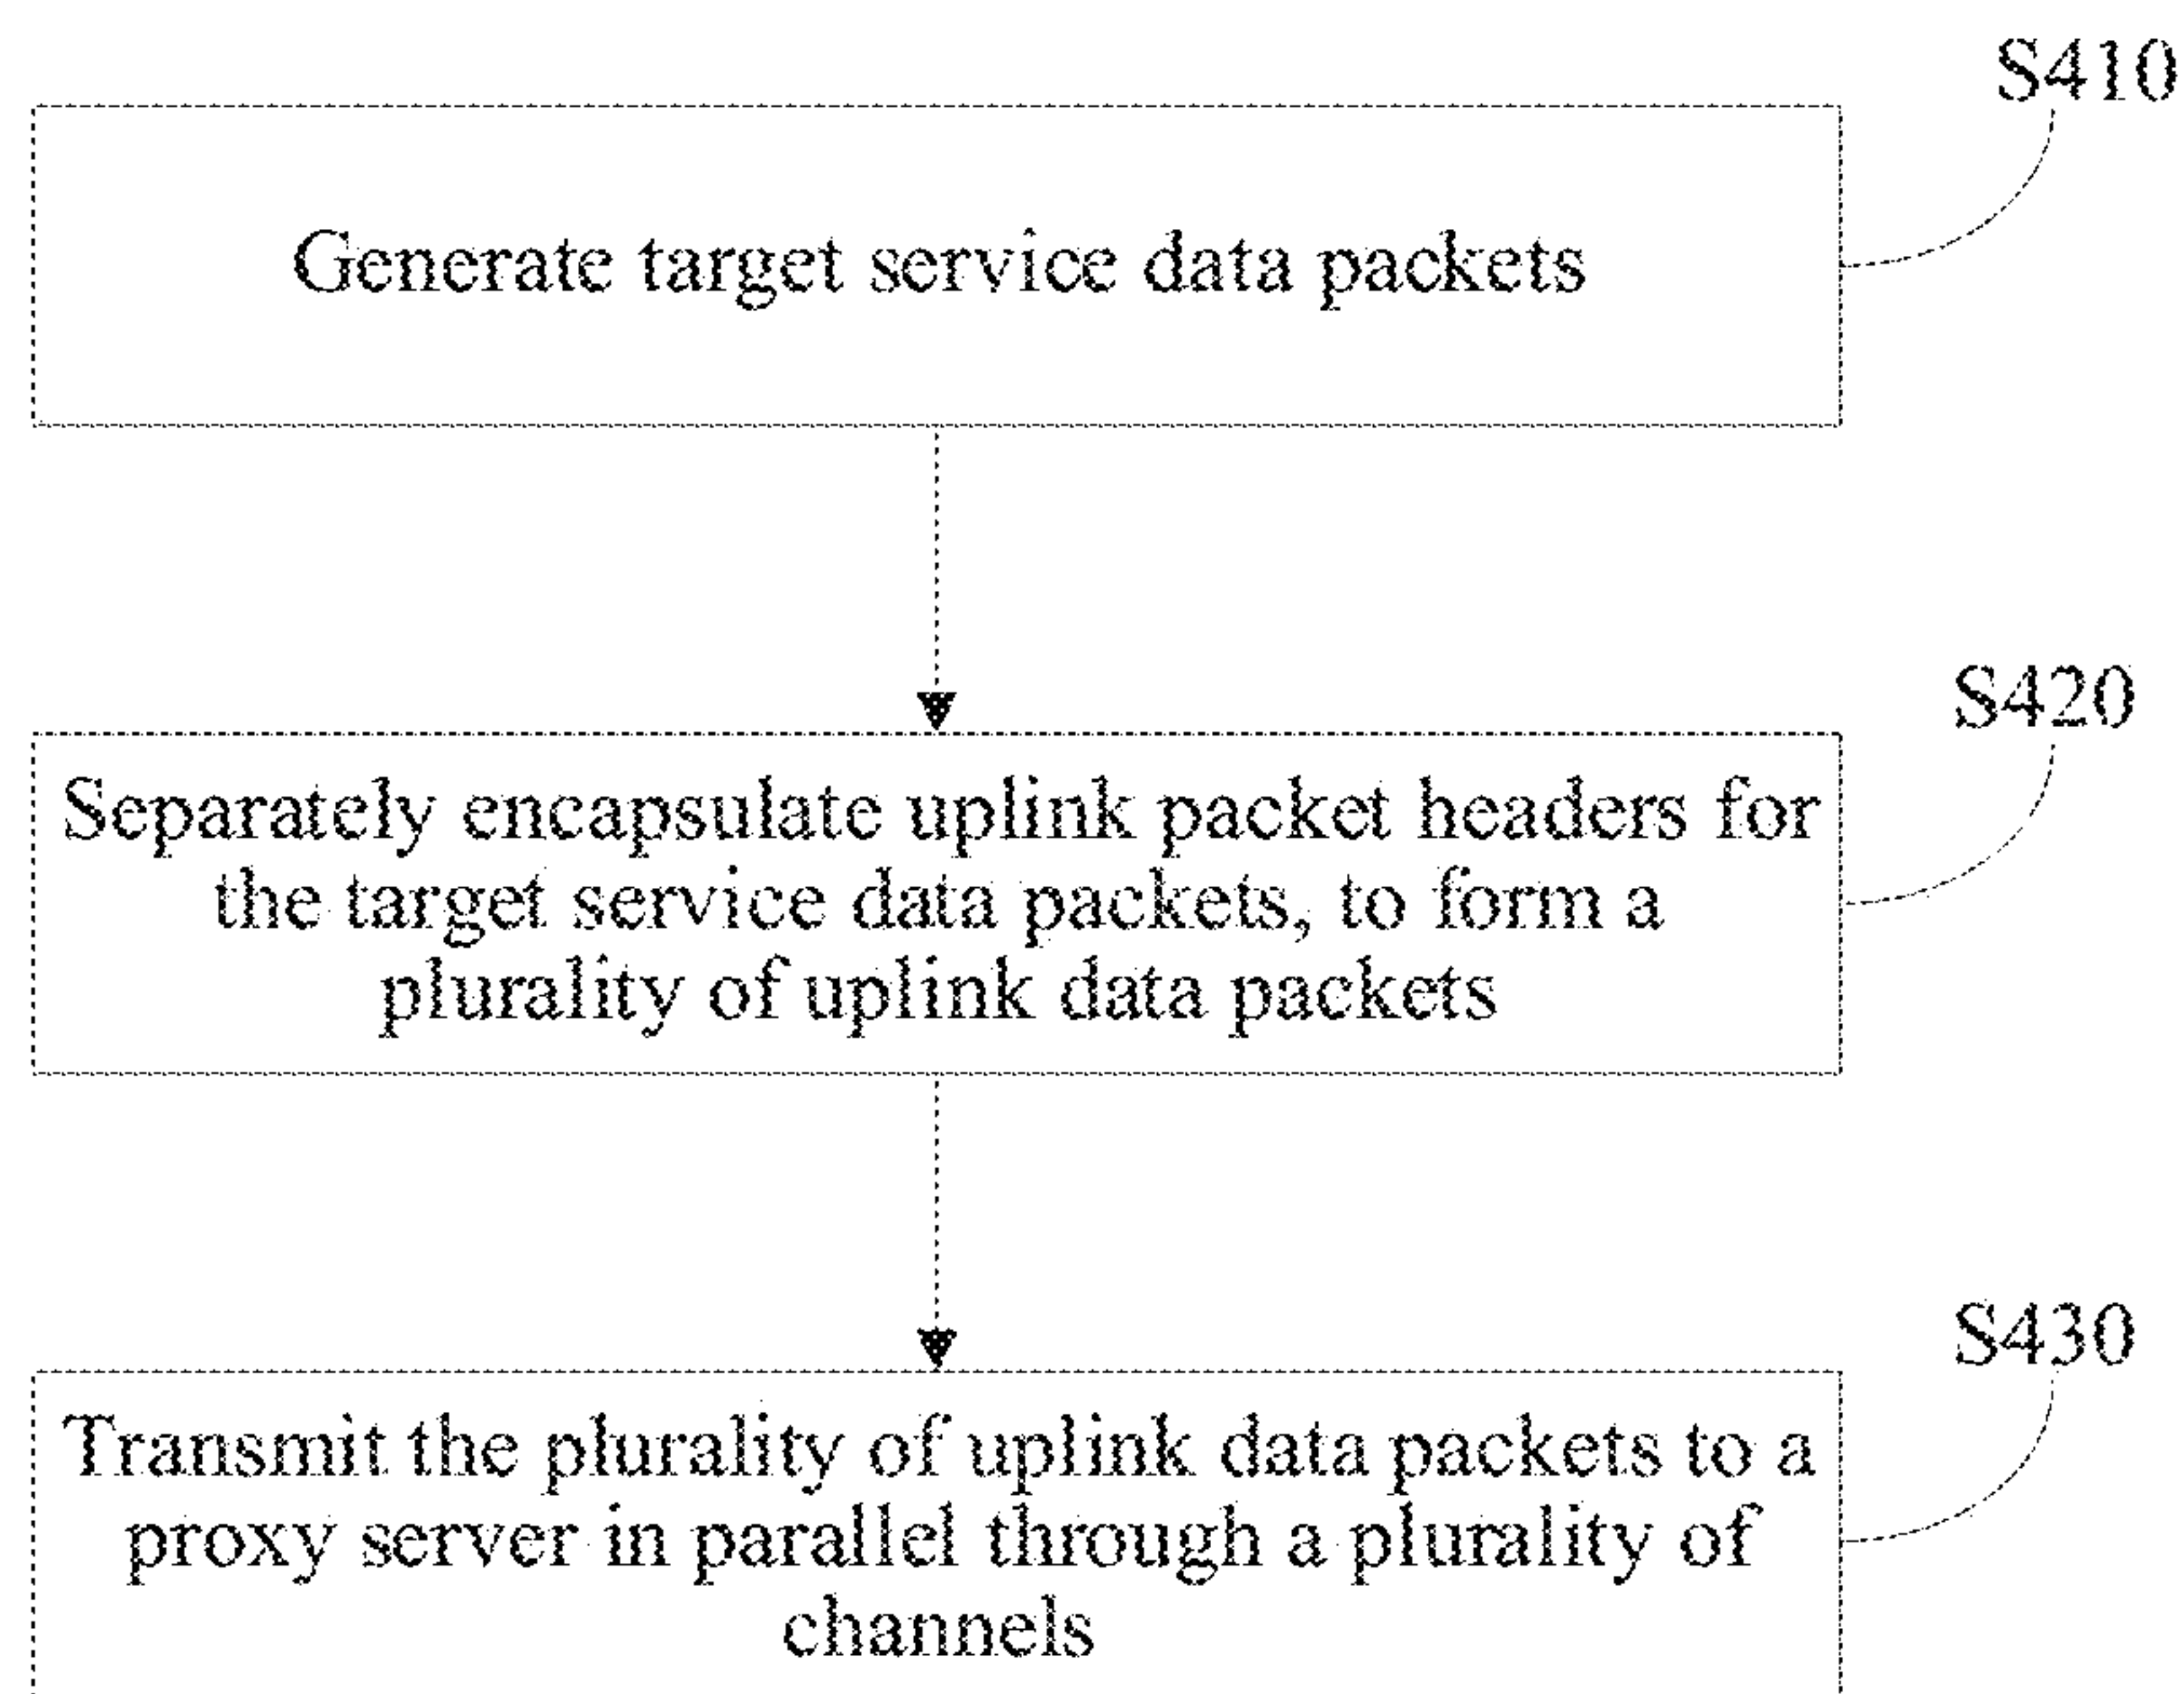 S410
Generate target service data packets
S420
Separately encapsulate uplink packet headers for
the target service data packets, to form a
plurality of uplink data packets
S430
Transmit the plurality of uplink data packets to a
proxy server in parallel through a plurality of
channels